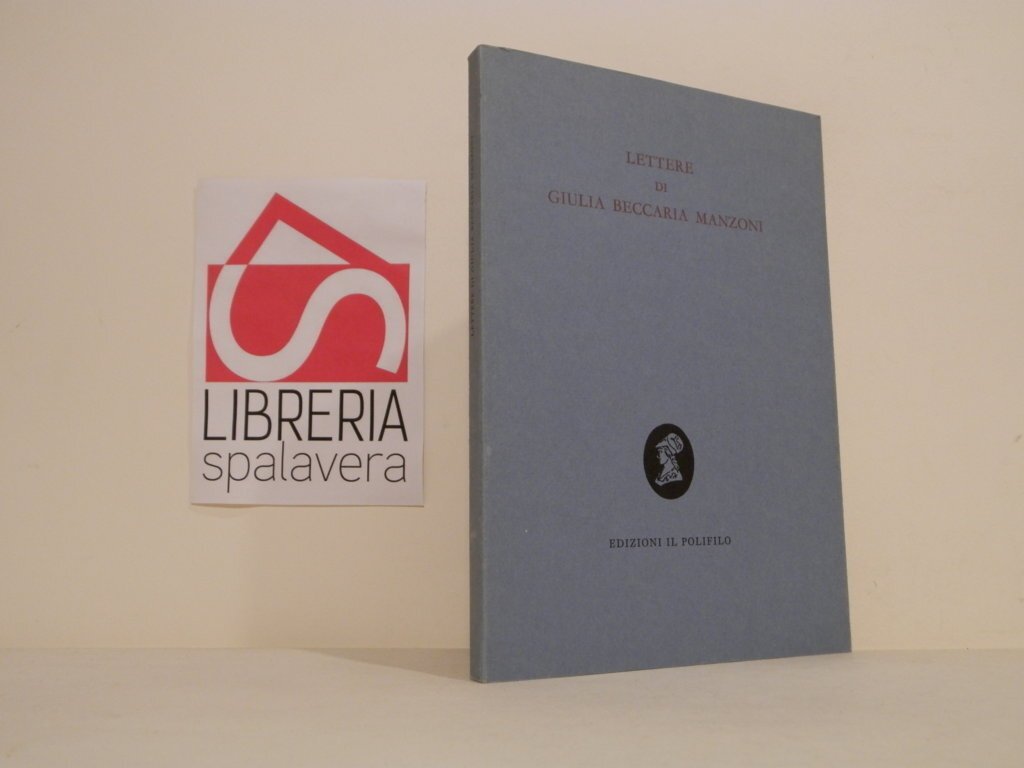 LIBRERIA
spalavera
LETTERE
DI
GIULIA BECCARIA MANZONI
EDIZIONI IL POLIFILO